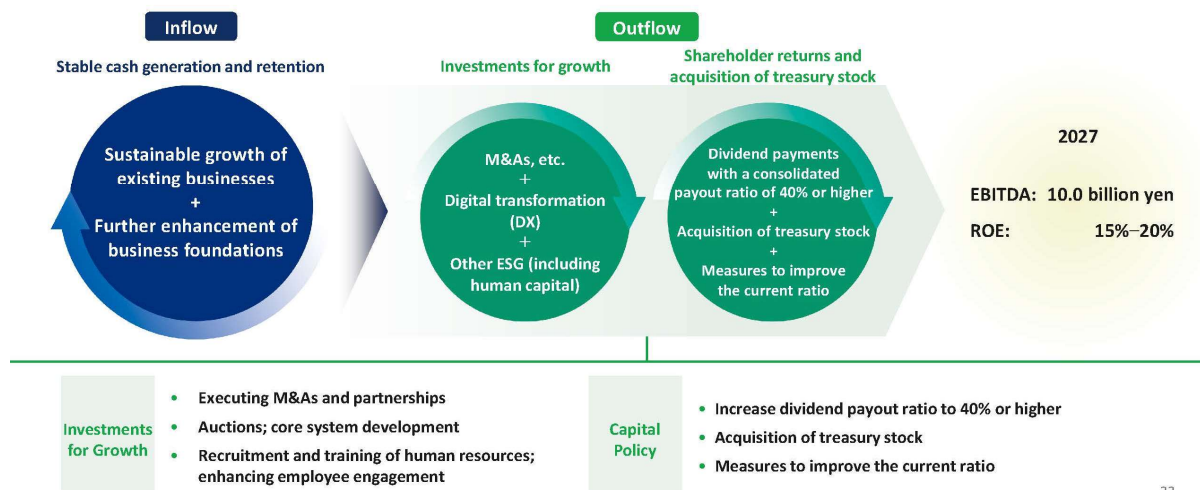 Inflow
Outflow
Stable cash generation and retention
Investments for growth
Shareholder returns and
acquisition of treasury stock
Sustainable growth of
existing businesses
+
Further enhancement of
business foundations
M&As, etc.
+
Digital transformation
(DX)
+
Other ESG (including
human capital)
Dividend payments
with a consolidated
payout ratio of 40% or higher
+
Acquisition of treasury stock
+
Measures to improve
the current ratio
2027
EBITDA: 10.0 billion yen
ROE: 15%–20%
Investments
for Growth
• Executing M&As and partnerships
• Auctions; core system development
• Recruitment and training of human resources;
enhancing employee engagement
Capital
Policy
• Increase dividend payout ratio to 40% or higher
• Acquisition of treasury stock
• Measures to improve the current ratio